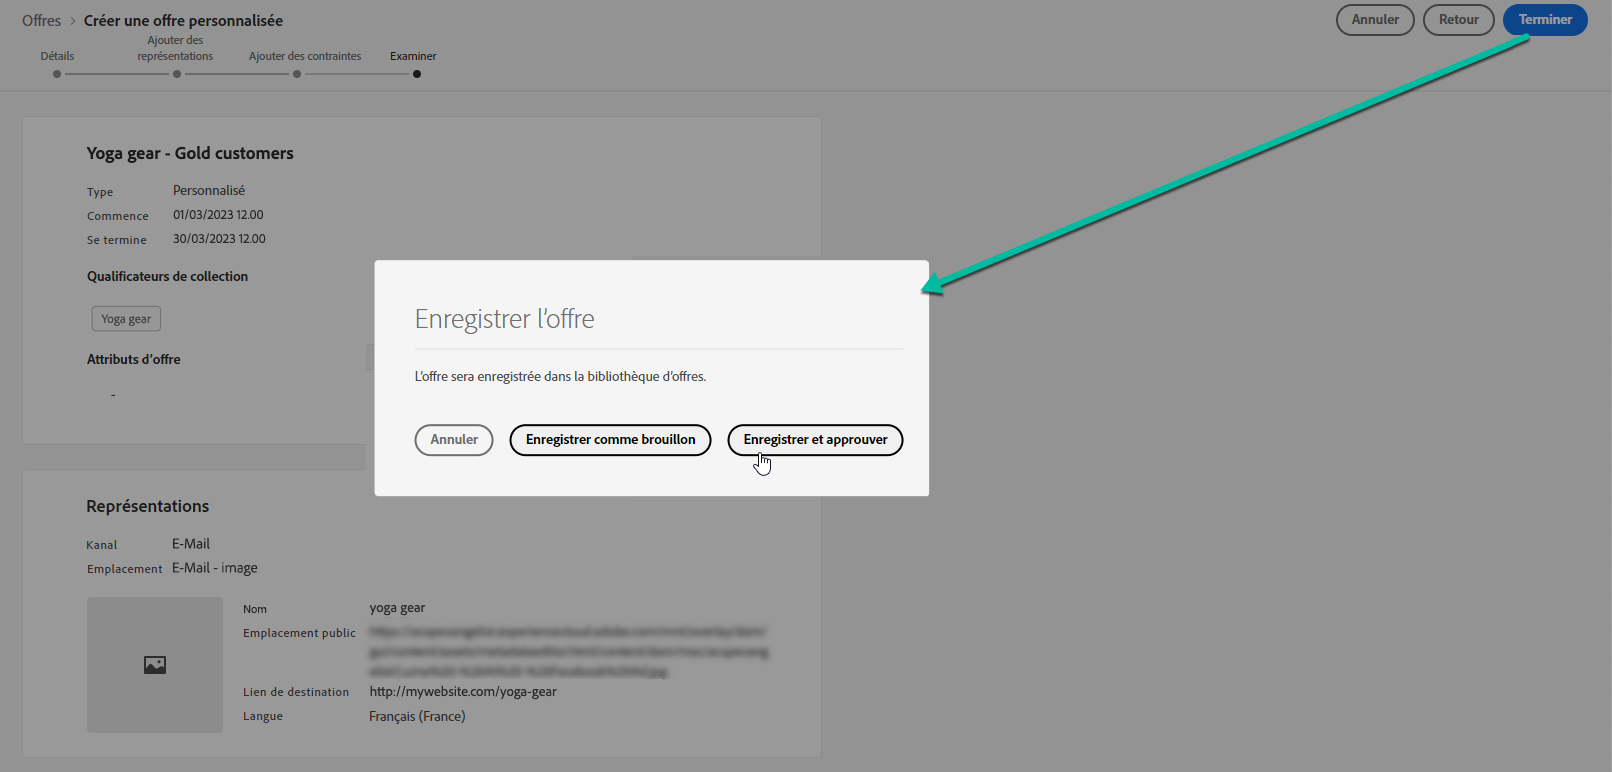 Offres > Créer une offre personnalisée
Annuler
Retour
Terminer
Détails
Ajouter des
représentations
Ajouter des contraintes
Examiner
Yoga gear - Gold customers
Type Personnalisé
Commence 01/03/2023 12.00
Se termine 30/03/2023 12.00
Qualificateurs de collection
Yoga gear
Attributs d'offre
-
Enregistrer l'offre
L'offre sera enregistrée dans la bibliothèque d'offres.
Annuler
Enregistrer comme brouillon
Enregistrer et approuver
Représentations
Kanal E-Mail
Emplacement E-Mail - image
Nom yoga gear
Emplacement public
Lien de destination http://mywebsite.com/yoga-gear
Langue Français (France)